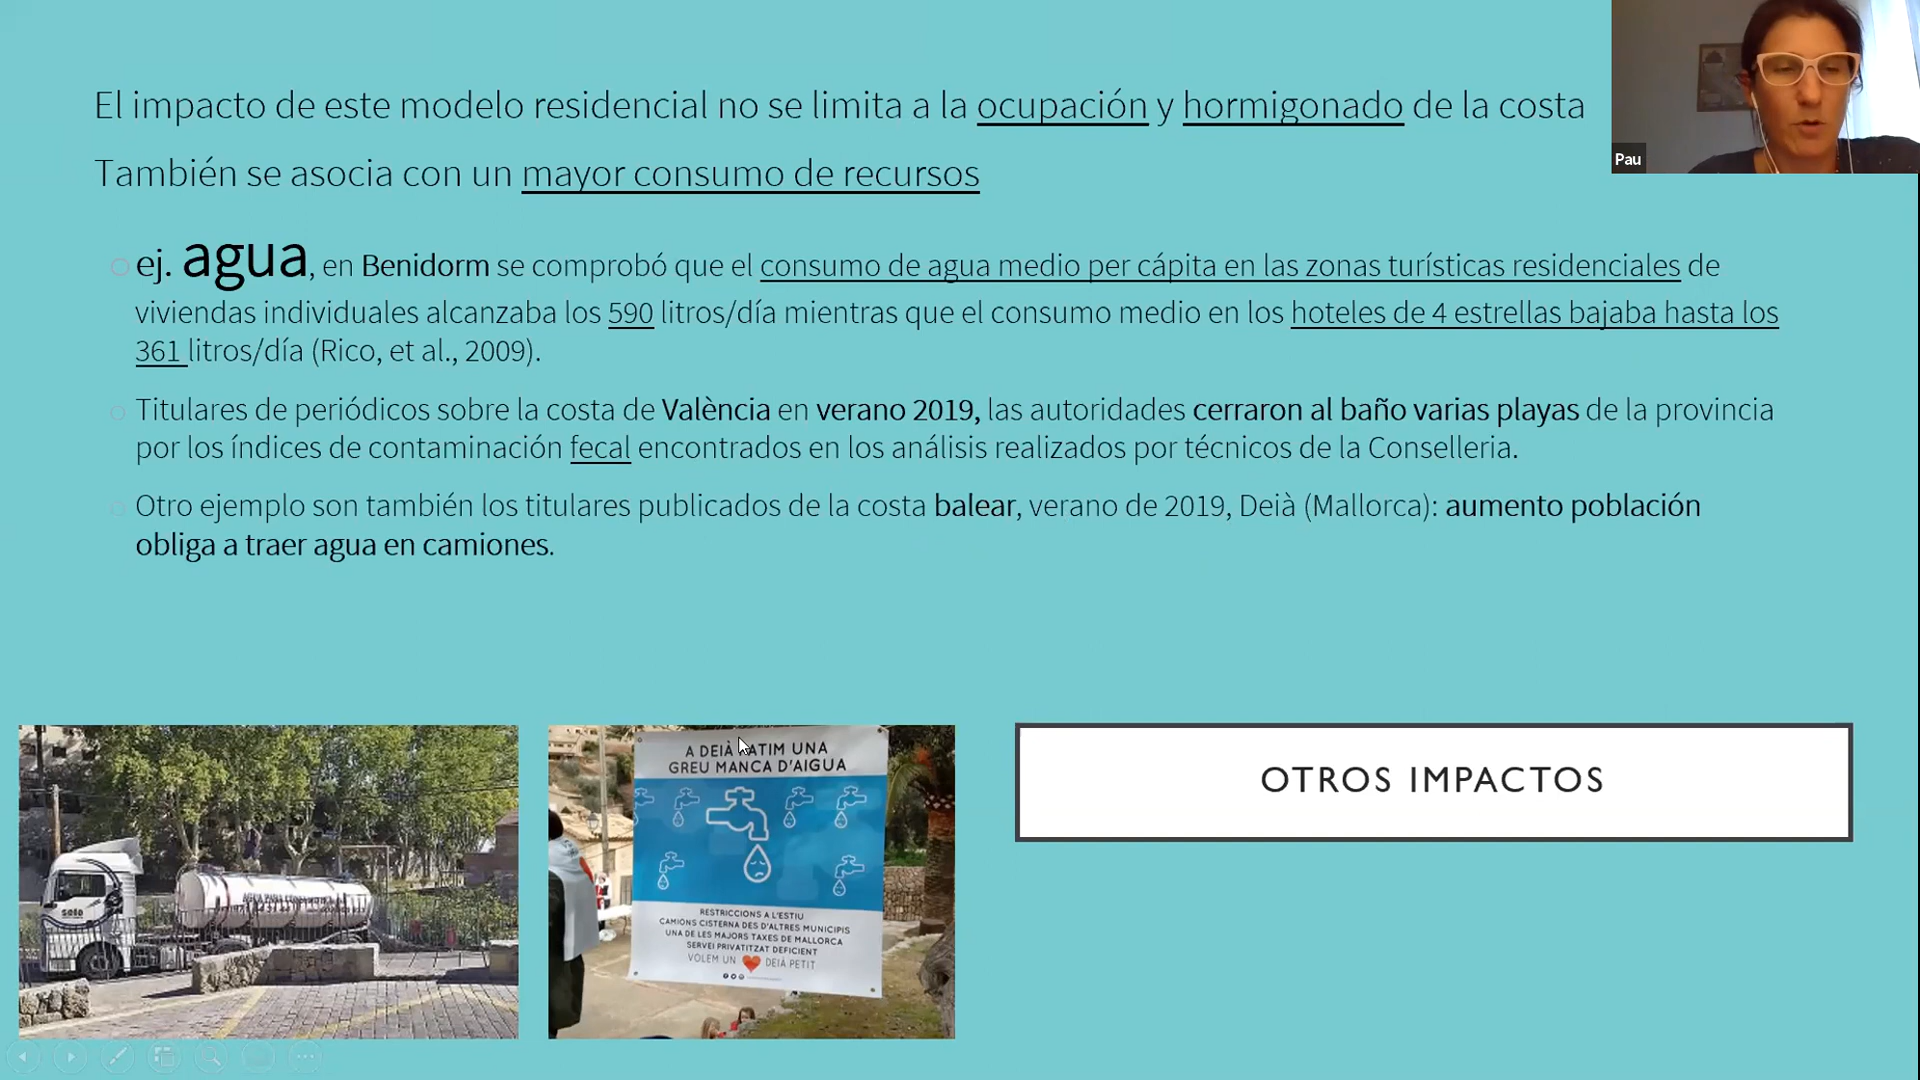 El impacto de este modelo residencial no se limita a la ocupación y hormigonado de la costa
También se asocia con un mayor consumo de recursos
ej. agua, en Benidorm se comprobó que el consumo de agua medio per cápita en las zonas turísticas residenciales de
viviendas individuales alcanzaba los 590 litros/día mientras que el consumo medio en los hoteles de 4 estrellas bajaba hasta los
361 litros/día (Rico, et al., 2009).
Titulares de periódicos sobre la costa de València en verano 2019, las autoridades cerraron al baño varias playas de la provincia
por los índices de contaminación fecal encontrados en los análisis realizados por técnicos de la Conselleria.
Otro ejemplo son también los titulares publicados de la costa balear, verano de 2019, Deià (Mallorca): aumento población
obliga a traer agua en camiones.
Pau
solo
A DEIÀ PATIM UNA
GREU MANCA D'AIGUA
RESTRICCIONS A L'ESTIU
CAMIONS CISTERNA DES D'ALTRES MUNICIPIS
UNA DE LES MAJORS TAXES DE MALLORCA
SERVEI PRIVATITZAT DEFICIENT
VOLEM UN DEIÀ PETIT
OTROS IMPACTOS